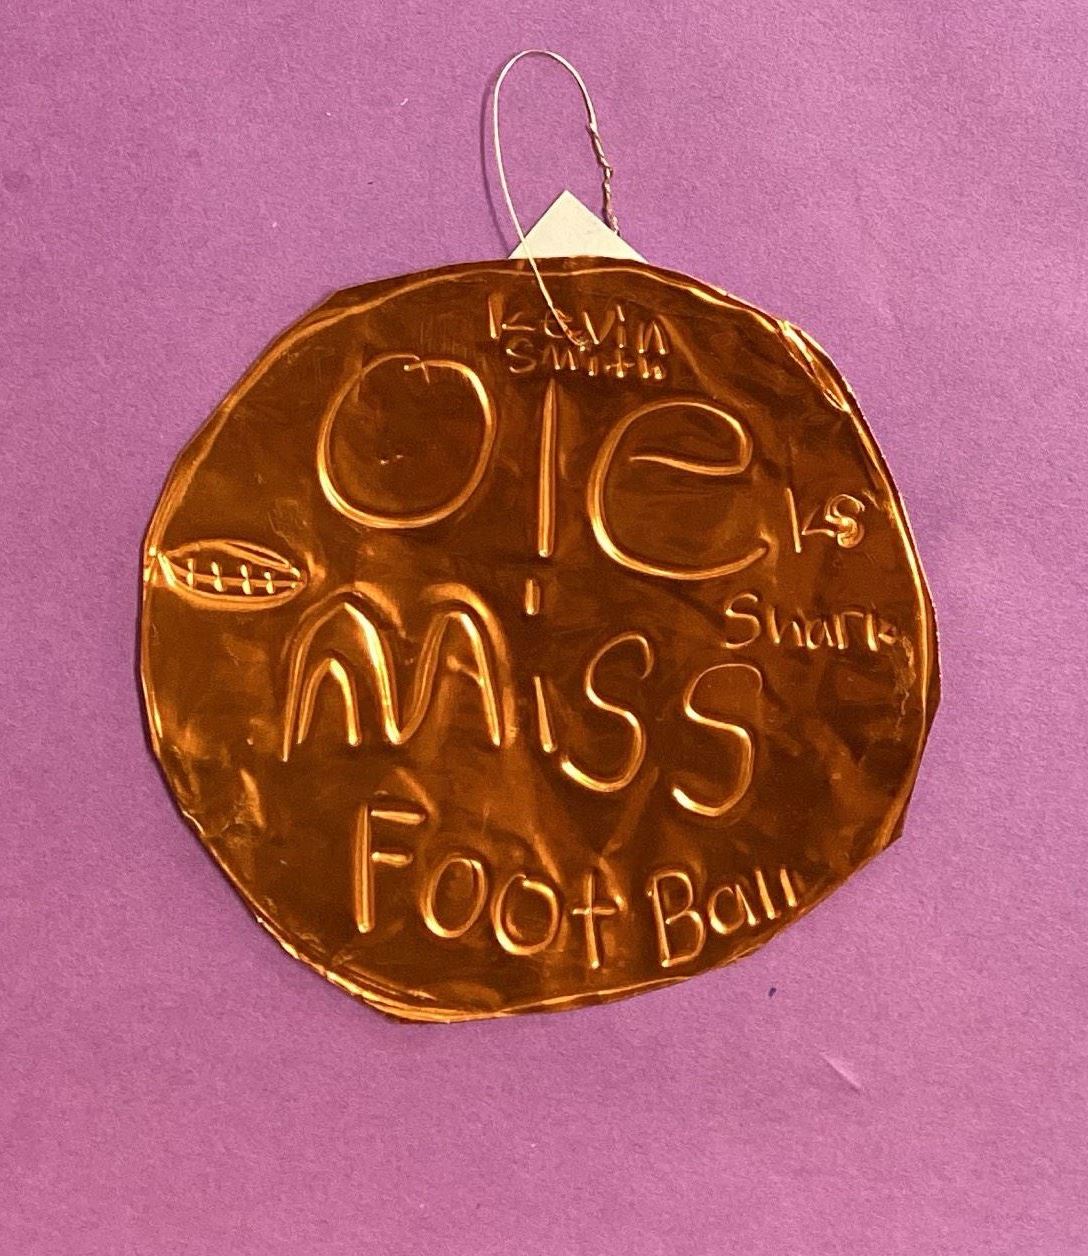 Kevin
Smith
Ole
KS
Shark
Miss
Foot Ball